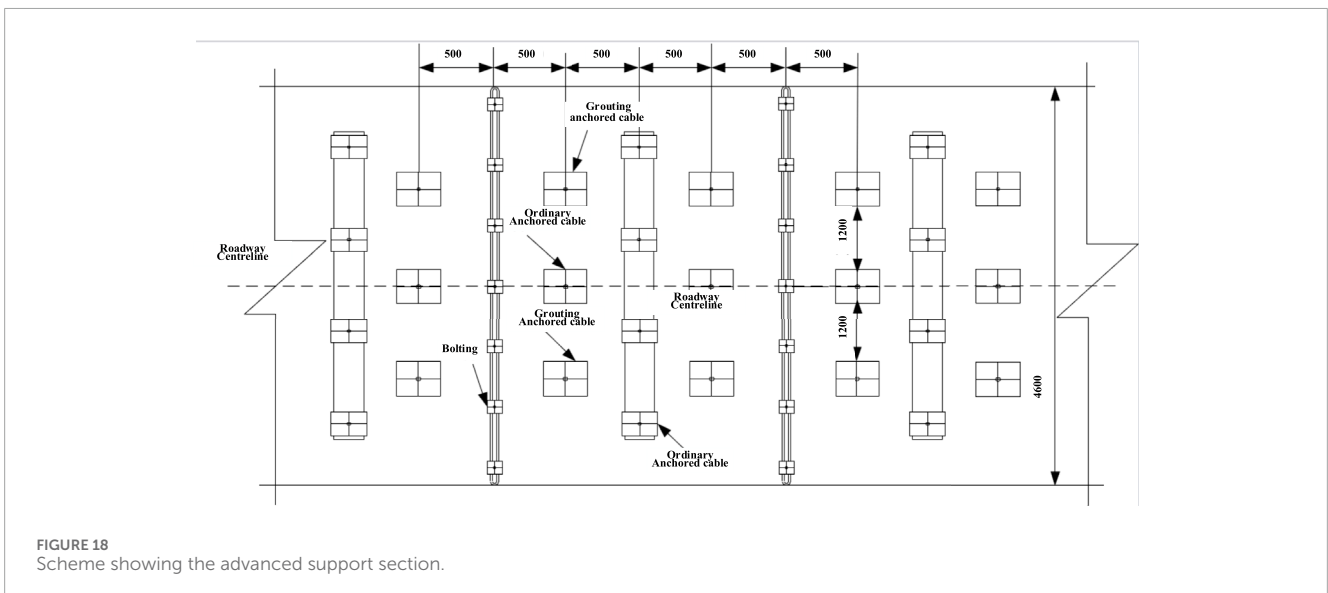 500 500 500 500 500 500
Grouting
anchored cable
Ordinary
Anchored cable
Roadway
Centreline
1200
Roadway
Centreline
Grouting
Anchored cable
Bolting
1200
4600
Ordinary
Anchored cable
FIGURE 18
Scheme showing the advanced support section.